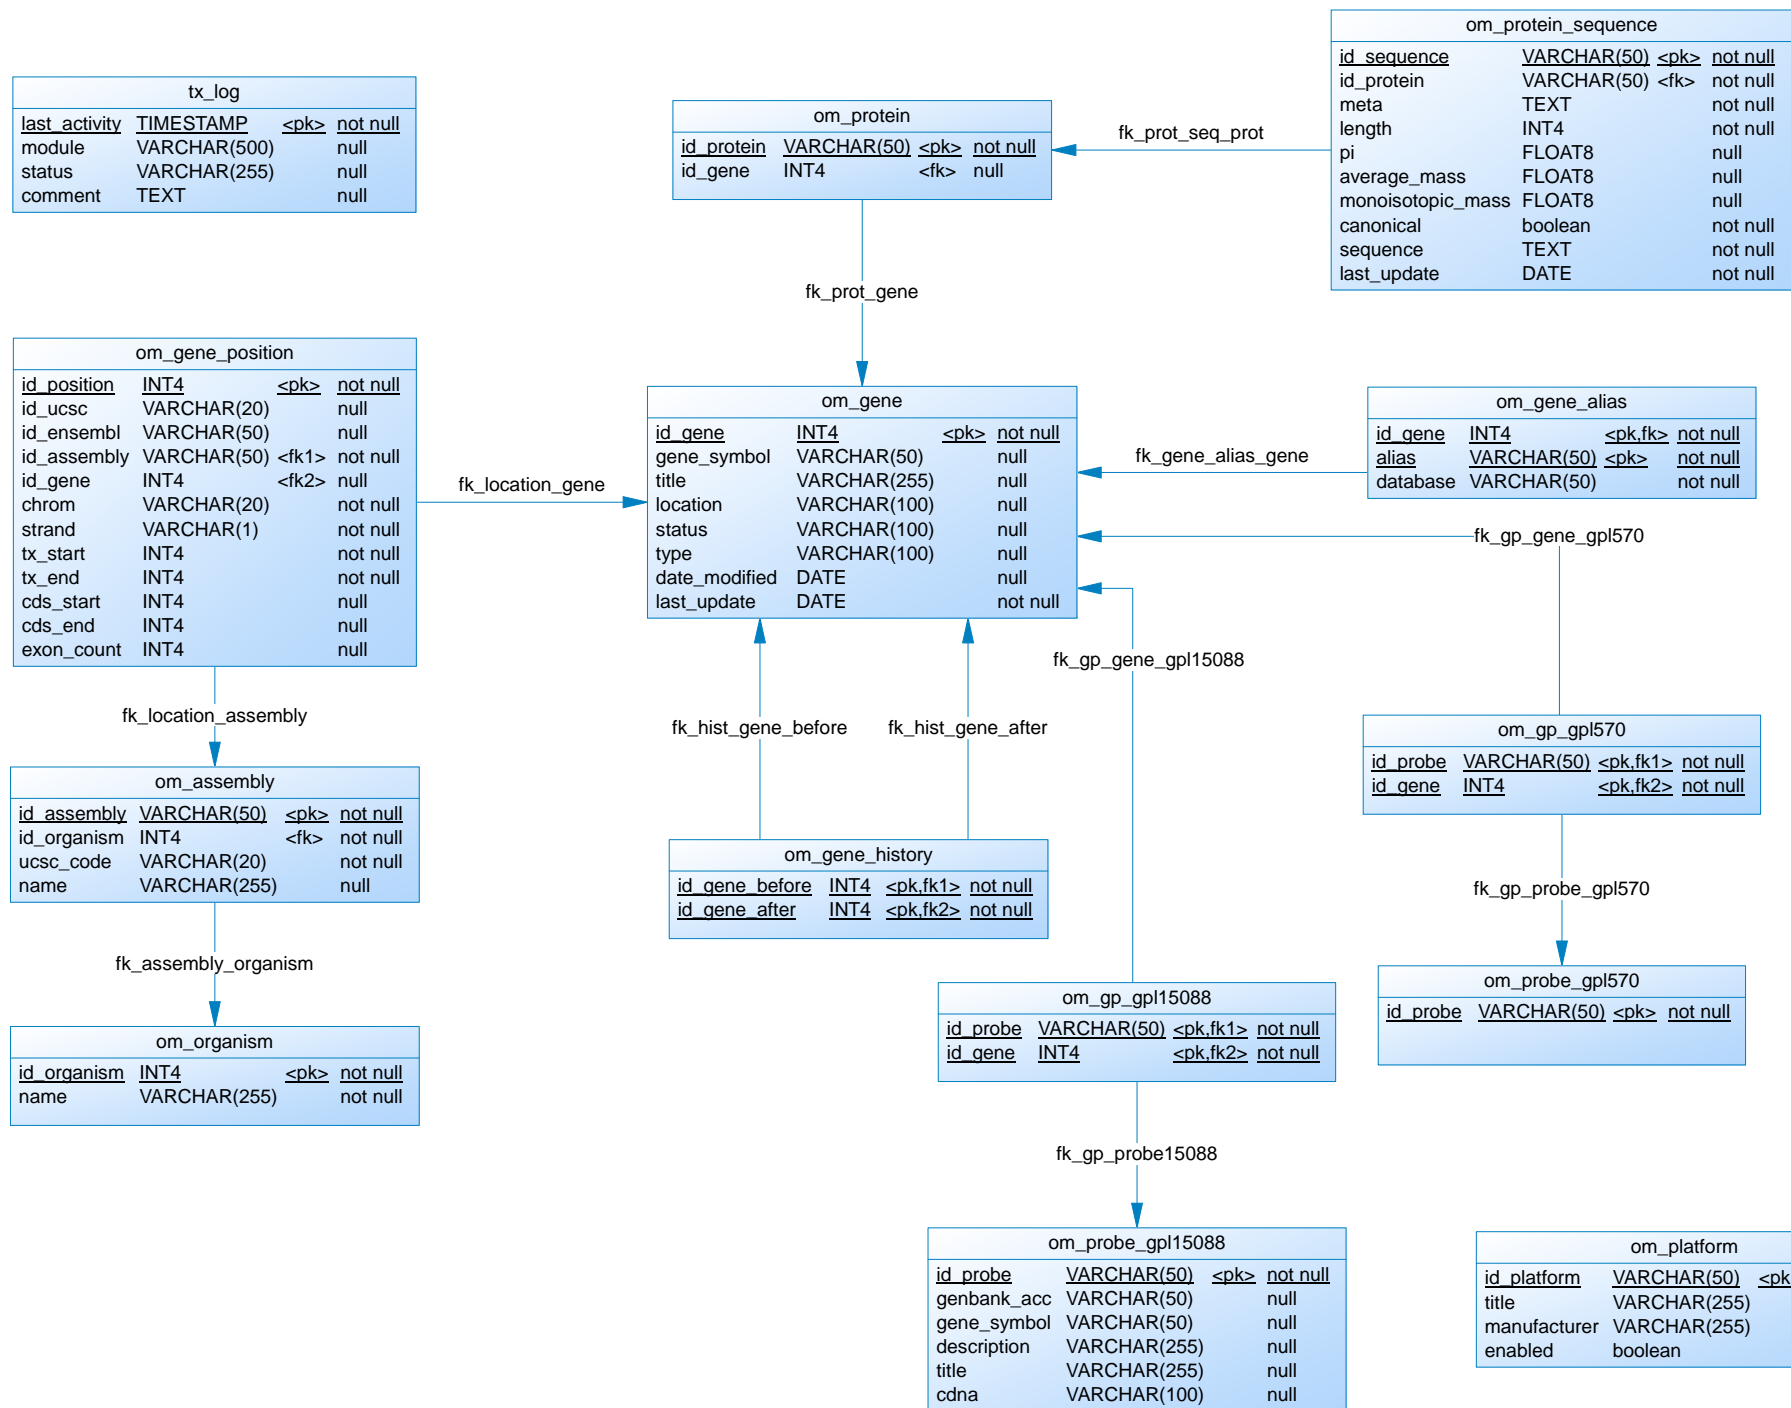 tx_log
last_activity TIMESTAMP <pk> not null
module VARCHAR(500) null
status VARCHAR(255) null
comment TEXT null
om_protein
id_protein VARCHAR(50) <pk> not null
id_gene INT4 <fk> null
fk_prot_seq_prot
om_protein_sequence
id_sequence VARCHAR(50) <pk> not null
id_protein VARCHAR(50) <fk> not null
meta TEXT not null
length INT4 not null
pi FLOAT8 null
average_mass FLOAT8 null
monoisotopic_mass FLOAT8 null
canonical boolean not null
sequence TEXT not null
last_update DATE not null
fk_prot_gene
om_gene_position
id_position INT4 <pk> not null
id_ucsc VARCHAR(20) null
id_ensembl VARCHAR(50) null
id_assembly VARCHAR(50) <fk1> not null
id_gene INT4 <fk2> null
chrom VARCHAR(20) not null
strand VARCHAR(1) not null
tx_start INT4 not null
tx_end INT4 not null
cds_start INT4 null
cds_end INT4 null
exon_count INT4 null
fk_location_gene
om_gene
id_gene INT4 <pk> not null
gene_symbol VARCHAR(50) null
title VARCHAR(255) null
location VARCHAR(100) null
status VARCHAR(100) null
type VARCHAR(100) null
date_modified DATE null
last_update DATE not null
fk_gene_alias_gene
om_gene_alias
id_gene INT4 <pk,fk> not null
alias VARCHAR(50) <pk> not null
database VARCHAR(50) not null
fk_gp_gene_gpl570
fk_gp_gene_gpl15088
fk_location_assembly
fk_hist_gene_before
fk_hist_gene_after
om_gp_gpl570
id_probe VARCHAR(50) <pk,fk1> not null
id_gene INT4 <pk,fk2> not null
om_assembly
id_assembly VARCHAR(50) <pk> not null
id_organism INT4 <fk> not null
ucsc_code VARCHAR(20) not null
name VARCHAR(255) null
om_gene_history
id_gene_before INT4 <pk,fk1> not null
id_gene_after INT4 <pk,fk2> not null
fk_gp_probe_gpl570
fk_assembly_organism
om_probe_gpl570
id_probe VARCHAR(50) <pk> not null
om_gp_gpl15088
id_probe VARCHAR(50) <pk,fk1> not null
id_gene INT4 <pk,fk2> not null
om_organism
id_organism INT4 <pk> not null
name VARCHAR(255) not null
fk_gp_probe15088
om_probe_gpl15088
id_probe VARCHAR(50) <pk> not null
genbank_acc VARCHAR(50) null
gene_symbol VARCHAR(50) null
description VARCHAR(255) null
title VARCHAR(255) null
cdna VARCHAR(100) null
om_platform
id_platform VARCHAR(50) <pk
title VARCHAR(255)
manufacturer VARCHAR(255)
enabled boolean